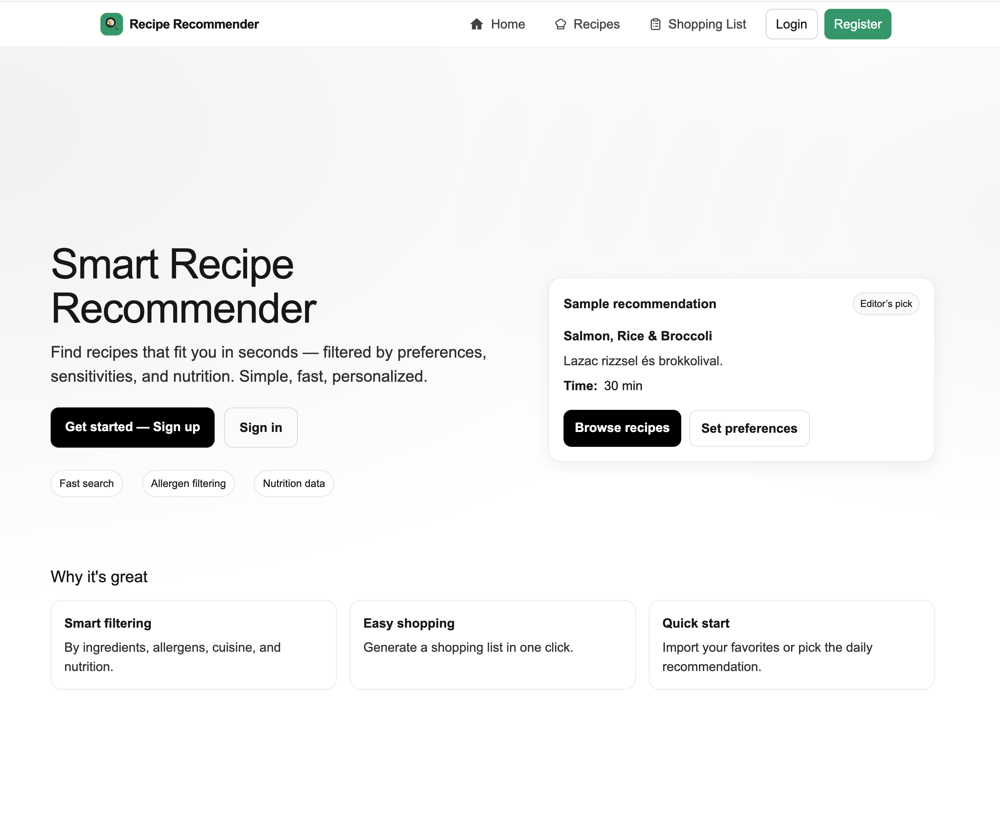 Recipe Recommender
Home
Recipes
Shopping List
Login
Register
Smart Recipe
Recommender
Find recipes that fit you in seconds — filtered by preferences,
sensitivities, and nutrition. Simple, fast, personalized.
Get started — Sign up
Sign in
Fast search
Allergen filtering
Nutrition data
Sample recommendation
Editor’s pick
Salmon, Rice & Broccoli
Lazac rizzsel és brokkolival.
Time: 30 min
Browse recipes
Set preferences
Why it's great
Smart filtering
By ingredients, allergens, cuisine, and
nutrition.
Easy shopping
Generate a shopping list in one click.
Quick start
Import your favorites or pick the daily
recommendation.